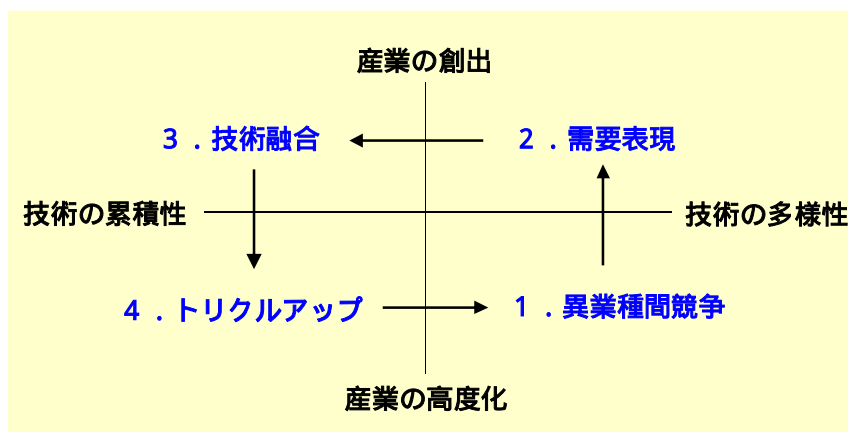 産業の創出
3．技術融合
2．需要表現
技術の累積性
技術の多様性
4．トリクルアップ
1．異業種間競争
産業の高度化